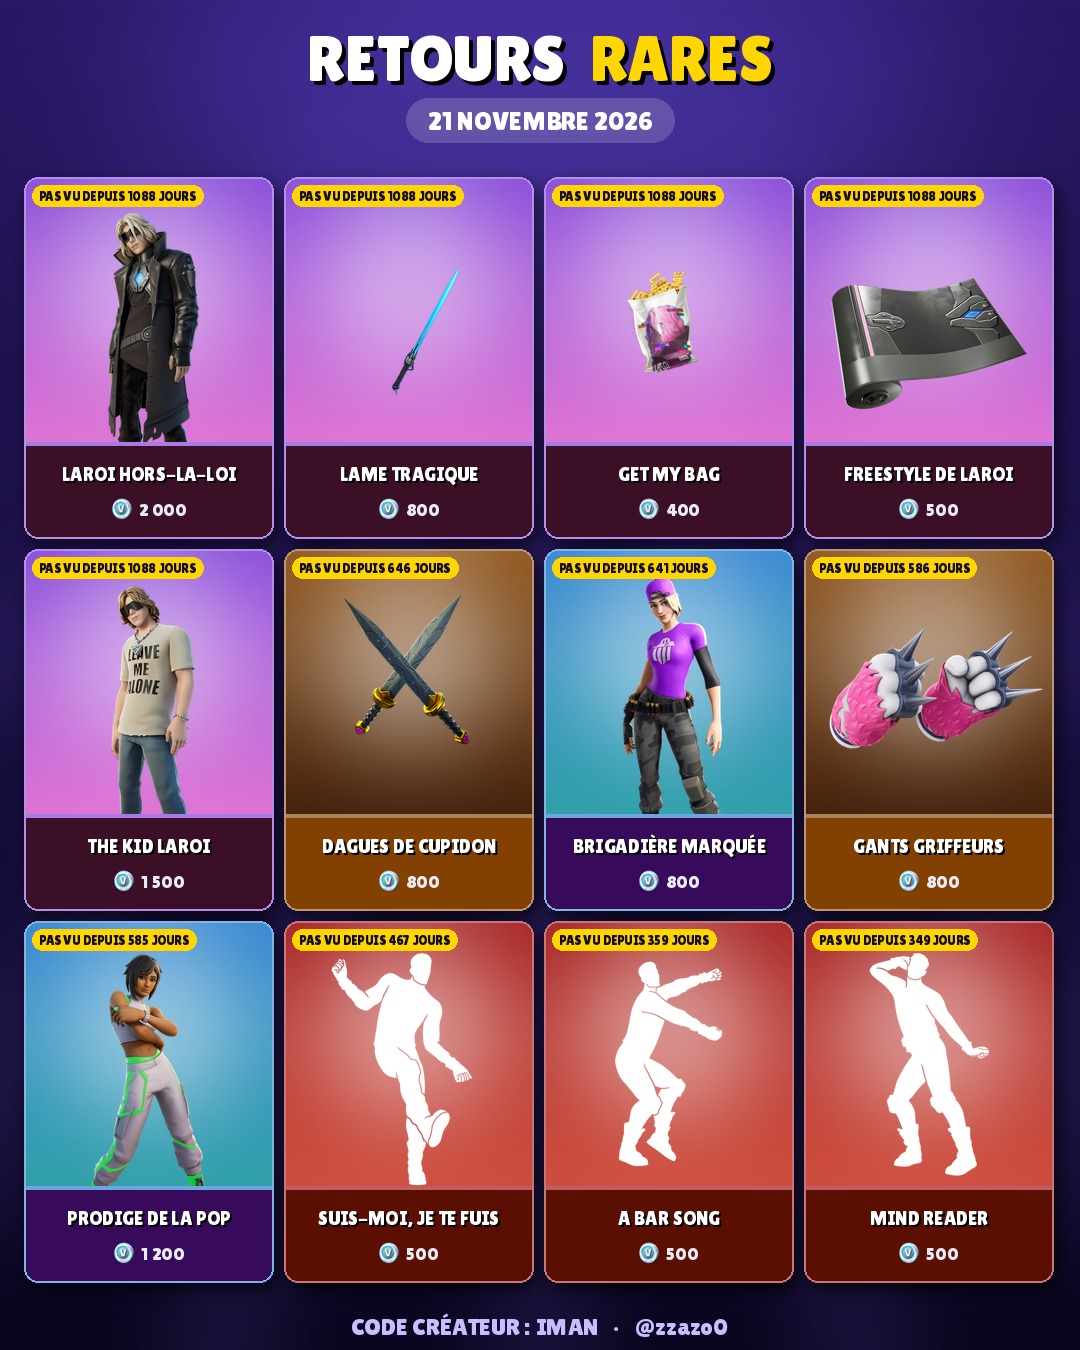 RETOURS RARES
21 NOVEMBRE 2026
PAS VU DEPUIS 1088 JOURS
LAROI HORS-LA-LOI
2 000
PAS VU DEPUIS 1088 JOURS
LAME TRAGIQUE
800
PAS VU DEPUIS 1088 JOURS
GET MY BAG
400
PAS VU DEPUIS 1088 JOURS
FREESTYLE DE LAROI
500
PAS VU DEPUIS 1088 JOURS
LEAVE
ME
ALONE
THE KID LAROI
1 500
PAS VU DEPUIS 646 JOURS
DAGUES DE CUPIDON
800
PAS VU DEPUIS 641 JOURS
BRIGADIÈRE MARQUÉE
800
PAS VU DEPUIS 586 JOURS
GANTS GRIFFEURS
800
PAS VU DEPUIS 585 JOURS
PRODIGE DE LA POP
1 200
PAS VU DEPUIS 467 JOURS
SUIS-MOI, JE TE FUIS
500
PAS VU DEPUIS 359 JOURS
A BAR SONG
500
PAS VU DEPUIS 349 JOURS
MIND READER
500
CODE CRÉATEUR : IMAN · @zzazo0